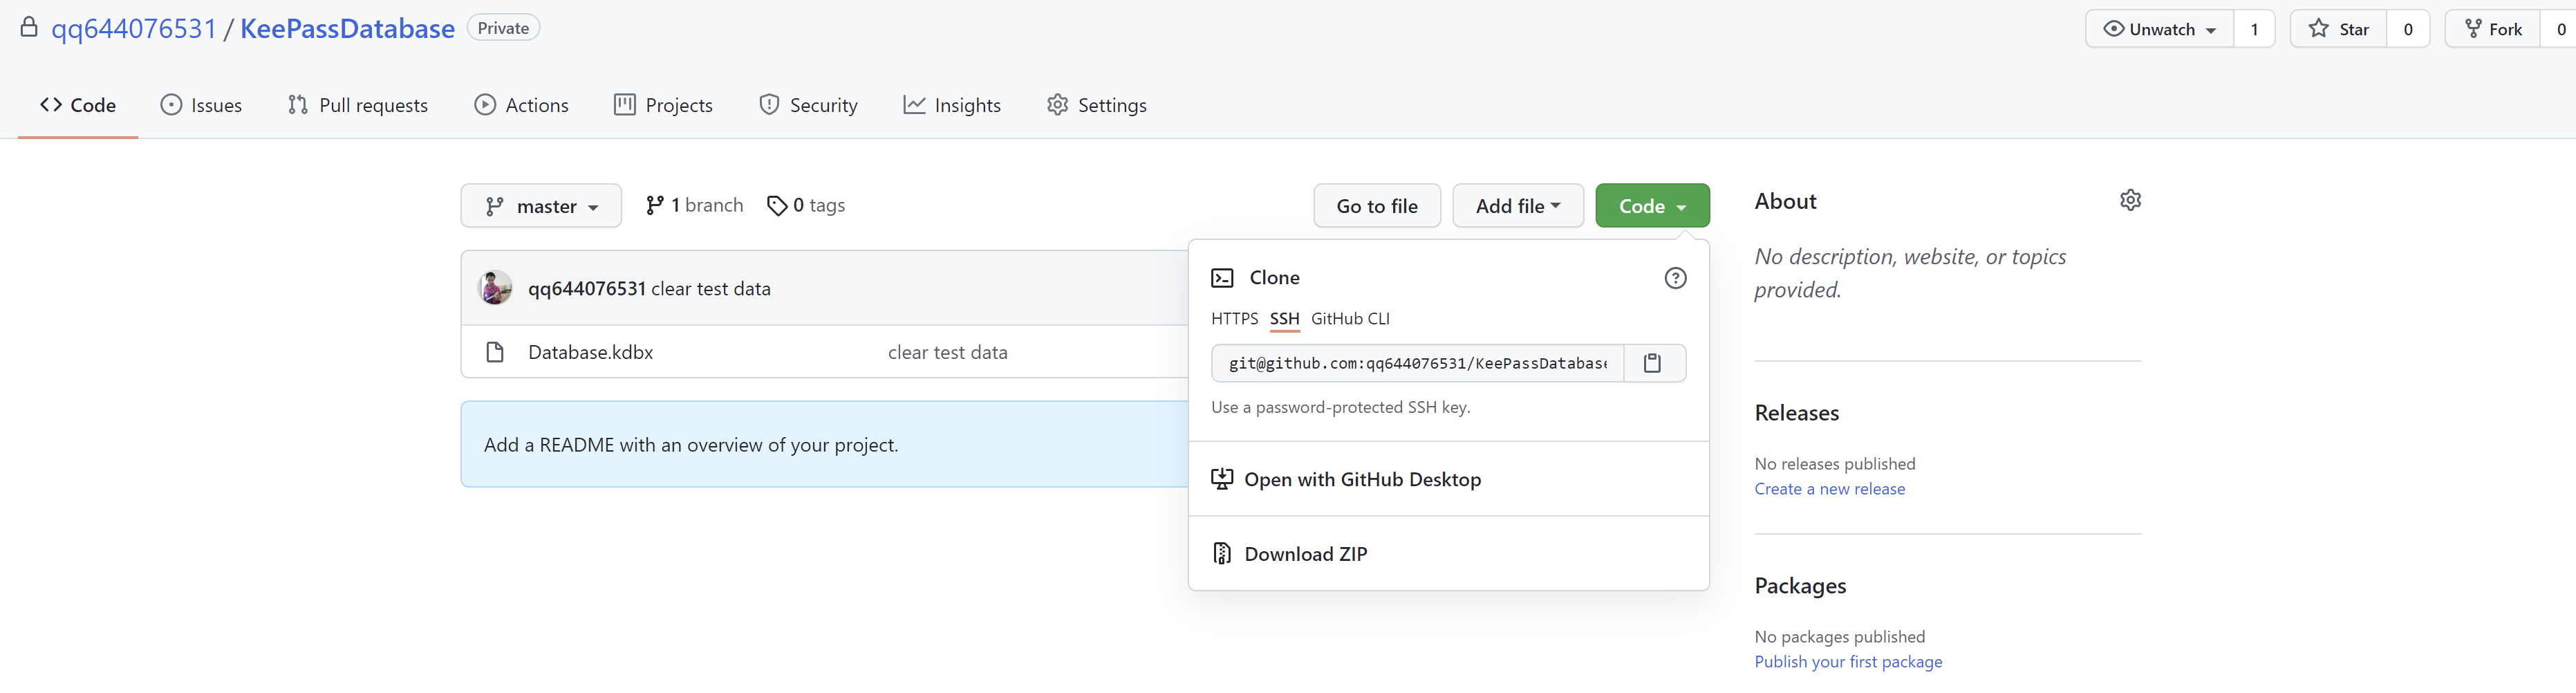 qq644076531 / KeePassDatabase Private
Unwatch 1 Star 0 Fork 0
Code Issues Pull requests Actions Projects Security Insights Settings
master 1 branch 0 tags Go to file Add file Code
qq644076531 clear test data
Database.kdbx clear test data
Add a README with an overview of your project.
Clone
HTTPS SSH GitHub CLI
git@github.com:qq644076531/KeePassDatabase
Use a password-protected SSH key.
Open with GitHub Desktop
Download ZIP
About
No description, website, or topics
provided.
Releases
No releases published
Create a new release
Packages
No packages published
Publish your first package